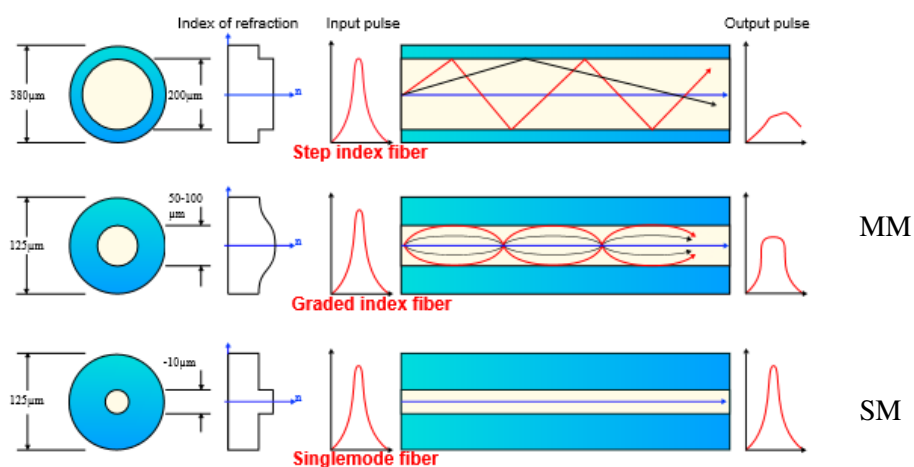 Index of refraction Input pulse Output pulse
380µm 200µm n
Step index fiber
50-100
µm
125µm n MM
Graded index fiber
-10µm
125µm n SM
Singlemode fiber